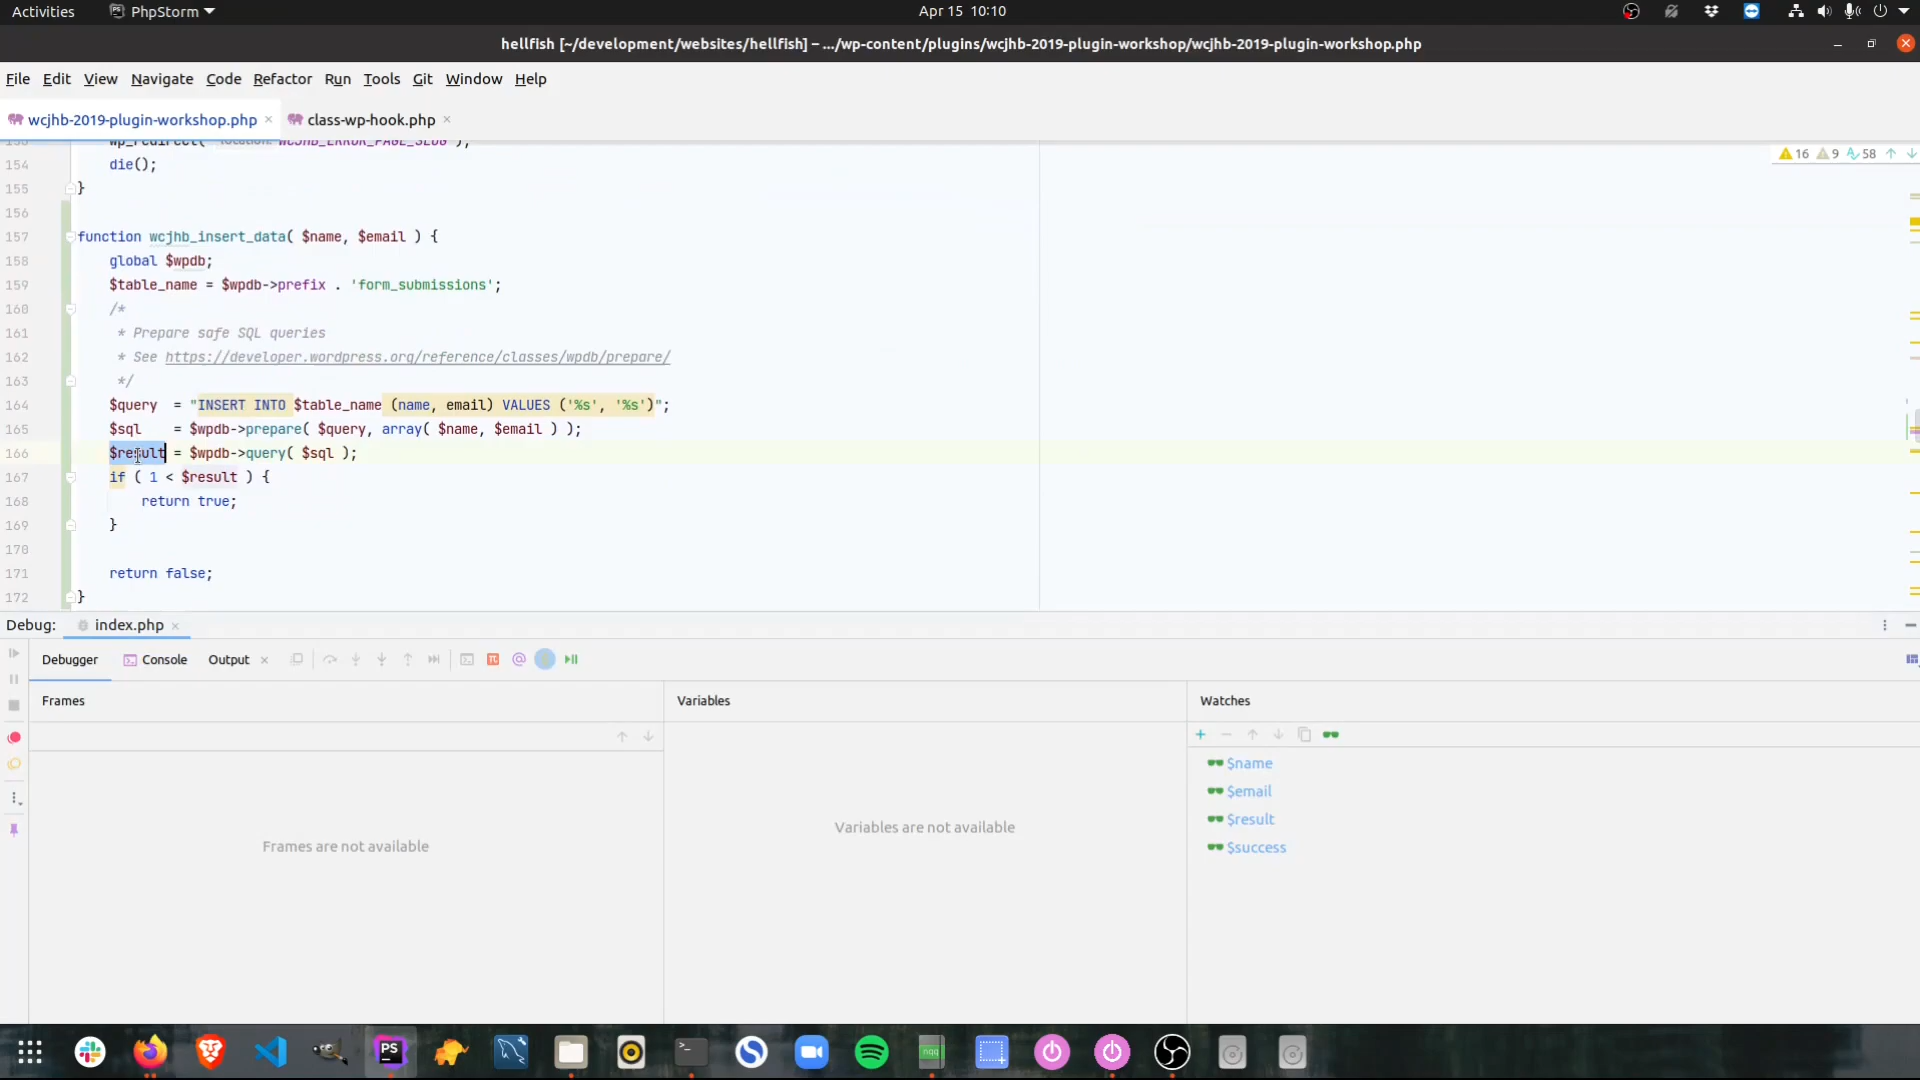 Activities PhpStorm Apr 15 10:10
hellfish [~/development/websites/hellfish] – .../wp-content/plugins/wcjhb-2019-plugin-workshop/wcjhb-2019-plugin-workshop.php
File Edit View Navigate Code Refactor Run Tools Git Window Help
wcjhb-2019-plugin-workshop.php class-wp-hook.php
154 die();
155 }
156
157 function wcjhb_insert_data( $name, $email ) {
158 global $wpdb;
159 $table_name = $wpdb->prefix . 'form_submissions';
160 /*
161 * Prepare safe SQL queries
162 * See https://developer.wordpress.org/reference/classes/wpdb/prepare/
163 */
164 $query = "INSERT INTO $table_name (name, email) VALUES ('%s', '%s')";
165 $sql = $wpdb->prepare( $query, array( $name, $email ) );
166 $result = $wpdb->query( $sql );
167 if ( 1 < $result ) {
168 return true;
169 }
170
171 return false;
172 }
16 9 58
Debug: index.php
Debugger Console Output
Frames Variables Watches
Frames are not available
Variables are not available
$name
$email
$result
$success
PS
nqq